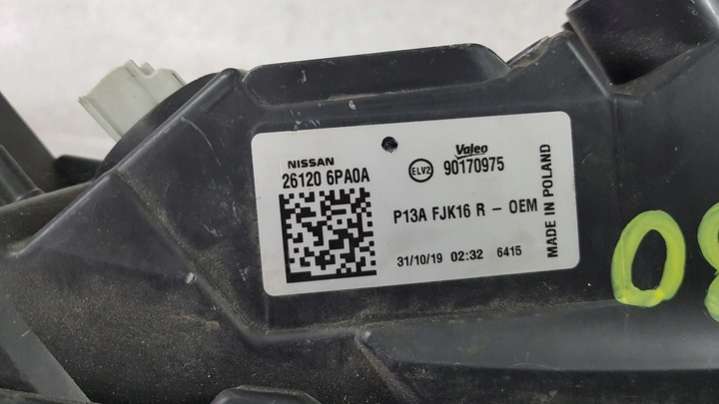 NISSAN
26120 6PA0A
ELV2
Valeo
90170975
P13A FJK16 R - OEM
31/10/19 02:32 6415
MADE IN POLAND
08